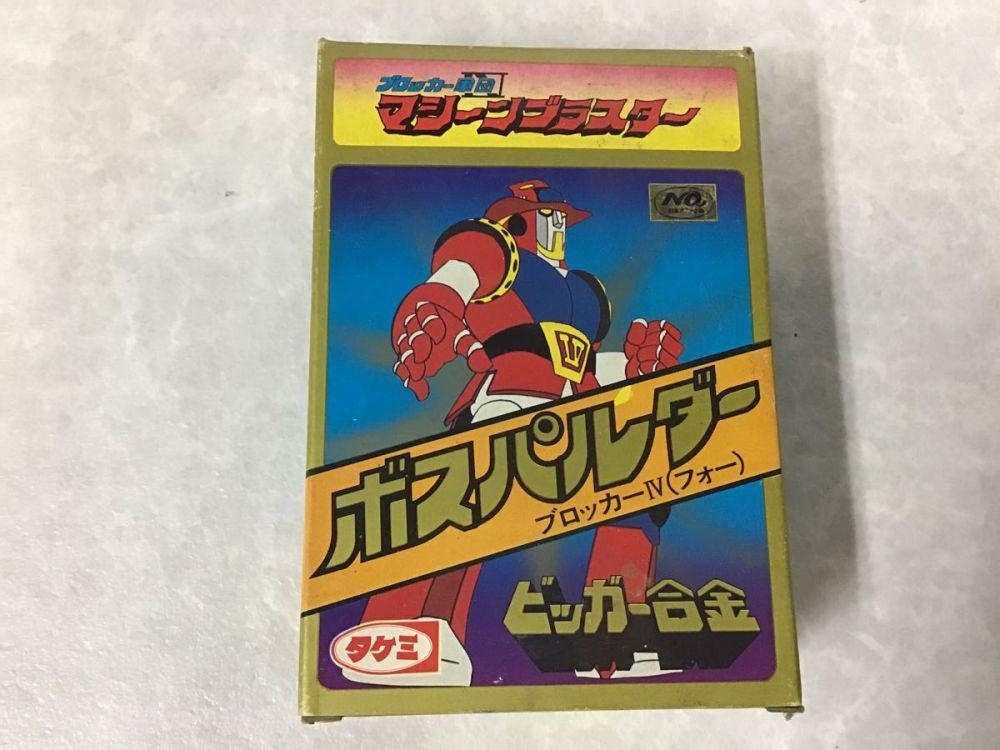 ブロッカー軍団Ⅳ
マシーンブラスター
NO.
ボスパルダー
ブロッカーⅣ(フォー)
ビッガー合金
タケミ